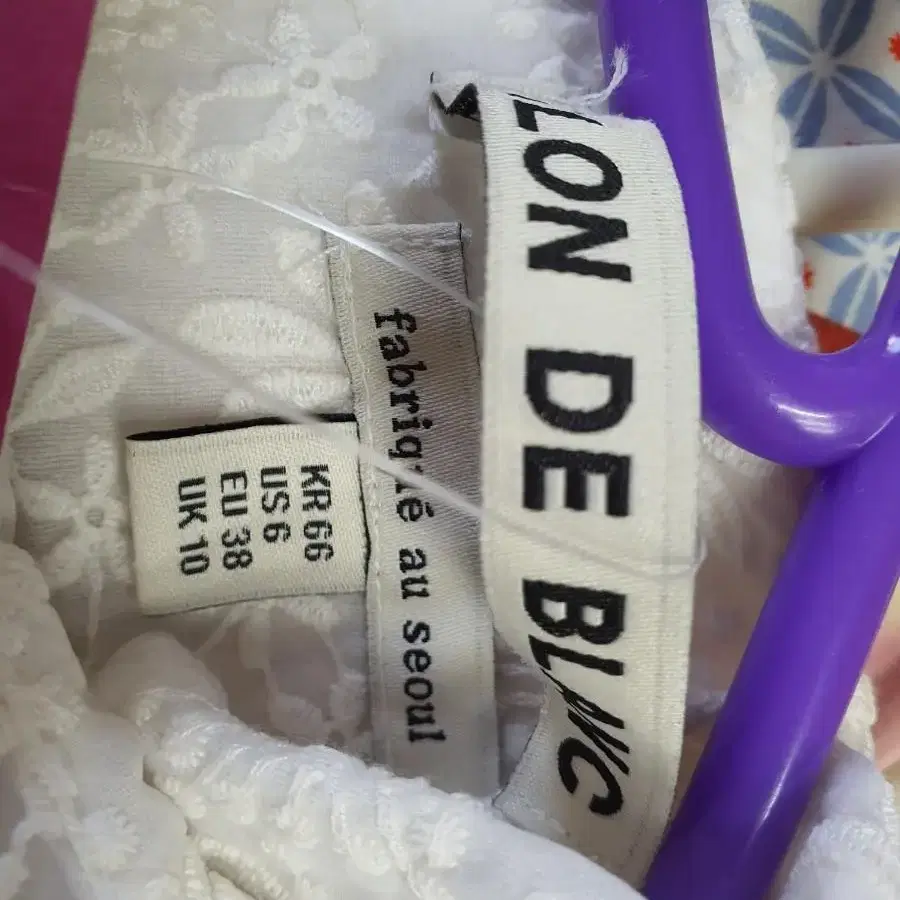 LON DE BLANC
fabriqué au seoul
KR 66
US 6
EU 38
UK 10